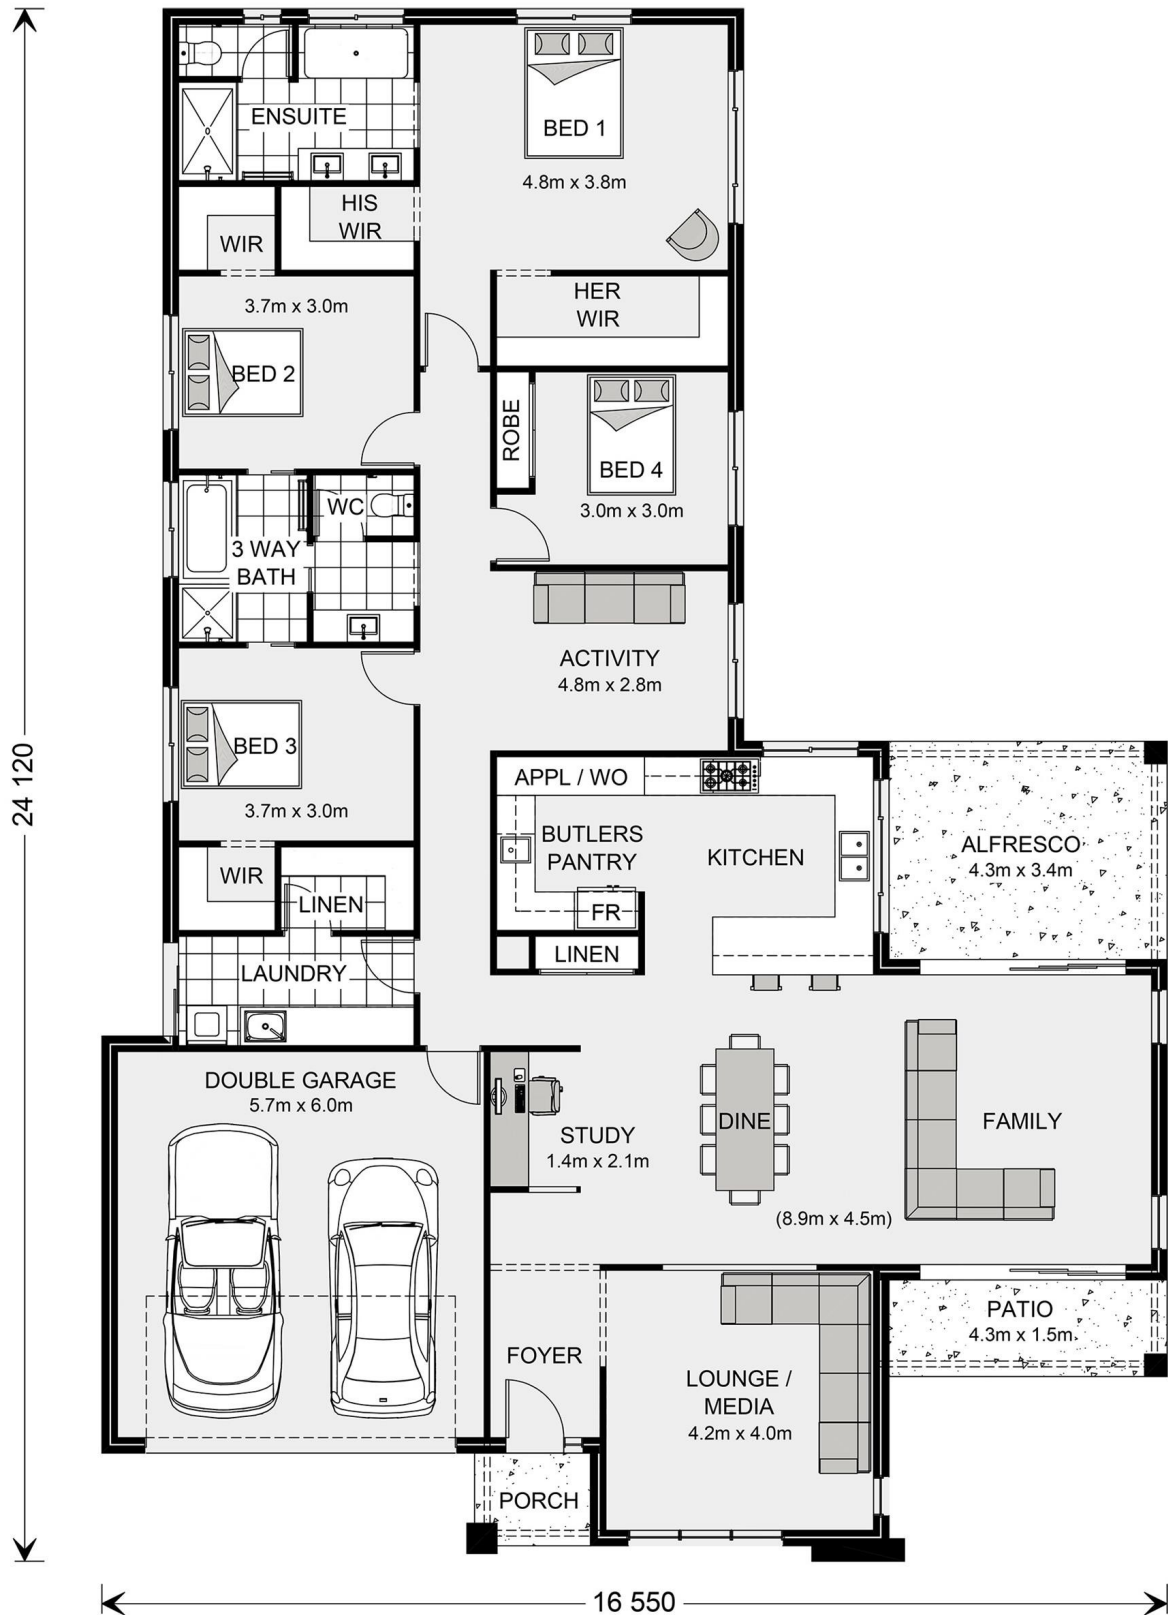 ENSUITE
BED 1
4.8m x 3.8m
HIS
WIR
WIR
HER
WIR
3.7m x 3.0m
BED 2
ROBE
BED 4
3.0m x 3.0m
WC
3 WAY
BATH
ACTIVITY
4.8m x 2.8m
BED 3
3.7m x 3.0m
24 120
APPL / WO
BUTLERS
PANTRY
KITCHEN
ALFRESCO
4.3m x 3.4m
WIR
LINEN
FR
LINEN
LAUNDRY
DOUBLE GARAGE
5.7m x 6.0m
STUDY
1.4m x 2.1m
DINE
FAMILY
(8.9m x 4.5m)
PATIO
4.3m x 1.5m
FOYER
LOUNGE /
MEDIA
4.2m x 4.0m
PORCH
16 550